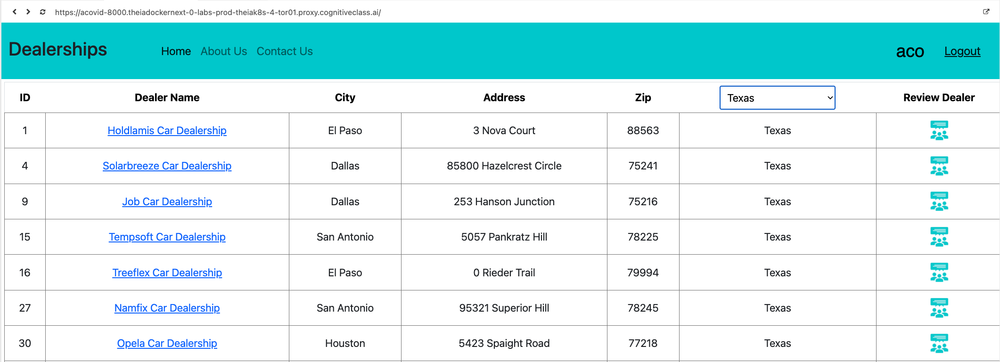 https://acovid-8000.theiadockernext-0-labs-prod-theiak8s-4-tor01.proxy.cognitiveclass.ai/
Dealerships Home About Us Contact Us aco Logout
ID Dealer Name City Address Zip Texas Review Dealer
1 Holdlamis Car Dealership El Paso 3 Nova Court 88563 Texas
4 Solarbreeze Car Dealership Dallas 85800 Hazelcrest Circle 75241 Texas
9 Job Car Dealership Dallas 253 Hanson Junction 75216 Texas
15 Tempsoft Car Dealership San Antonio 5057 Pankratz Hill 78225 Texas
16 Treeflex Car Dealership El Paso 0 Rieder Trail 79994 Texas
27 Namfix Car Dealership San Antonio 95321 Superior Hill 78245 Texas
30 Opela Car Dealership Houston 5423 Spaight Road 77218 Texas